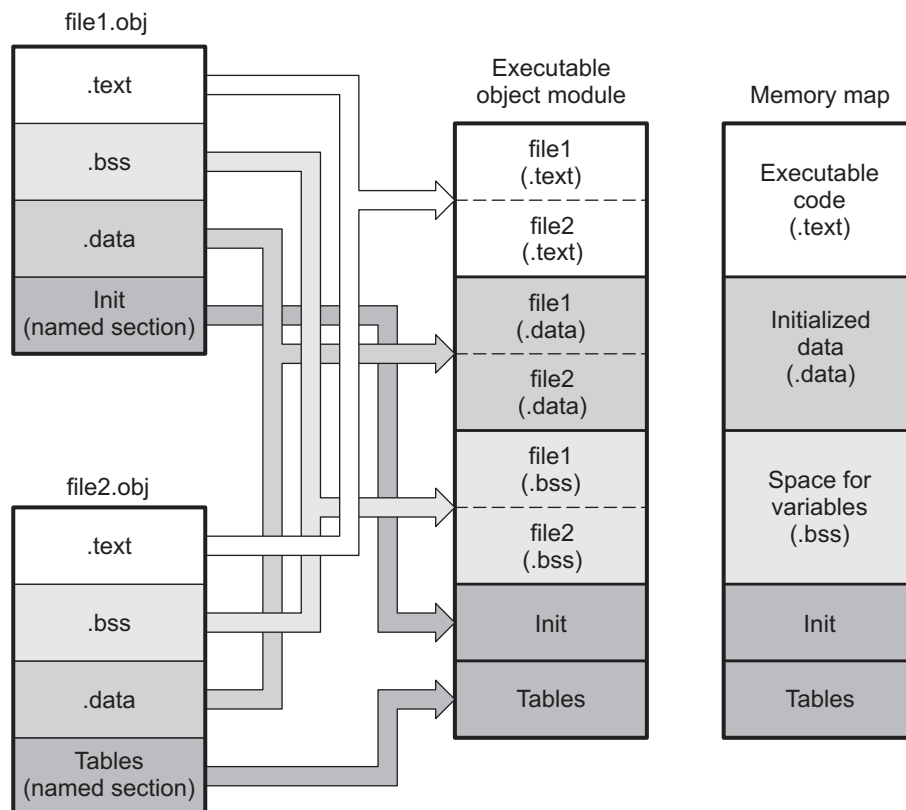 file1.obj
.text
.bss
.data
Init
(named section)
file2.obj
.text
.bss
.data
Tables
(named section)
Executable
object module
file1
(.text)
file2
(.text)
file1
(.data)
file2
(.data)
file1
(.bss)
file2
(.bss)
Init
Tables
Memory map
Executable
code
(.text)
Initialized
data
(.data)
Space for
variables
(.bss)
Init
Tables